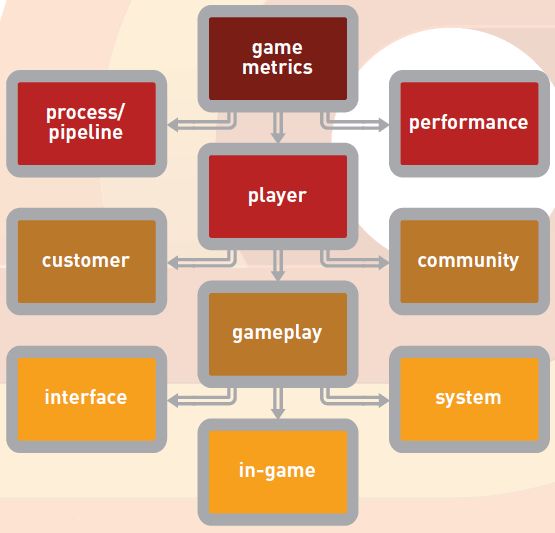 game
metrics
process/
pipeline
performance
player
customer
community
gameplay
interface
system
in-game